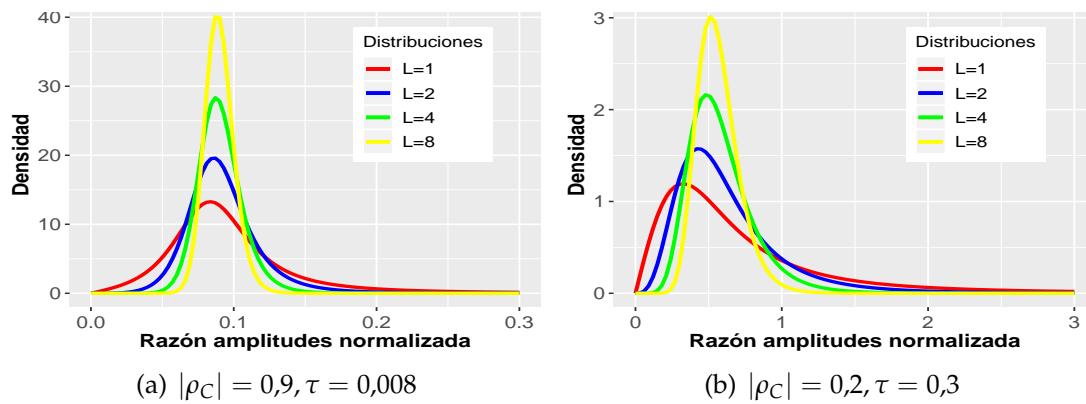 40
30
20
10
0
Densidad
Distribuciones
L=1
L=2
L=4
L=8
0.0
0.1
0.2
0.3
Razón amplitudes normalizada
(a) |ρ_C| = 0,9, τ = 0,008
3
2
1
0
Densidad
Distribuciones
L=1
L=2
L=4
L=8
0
1
2
3
Razón amplitudes normalizada
(b) |ρ_C| = 0,2, τ = 0,3